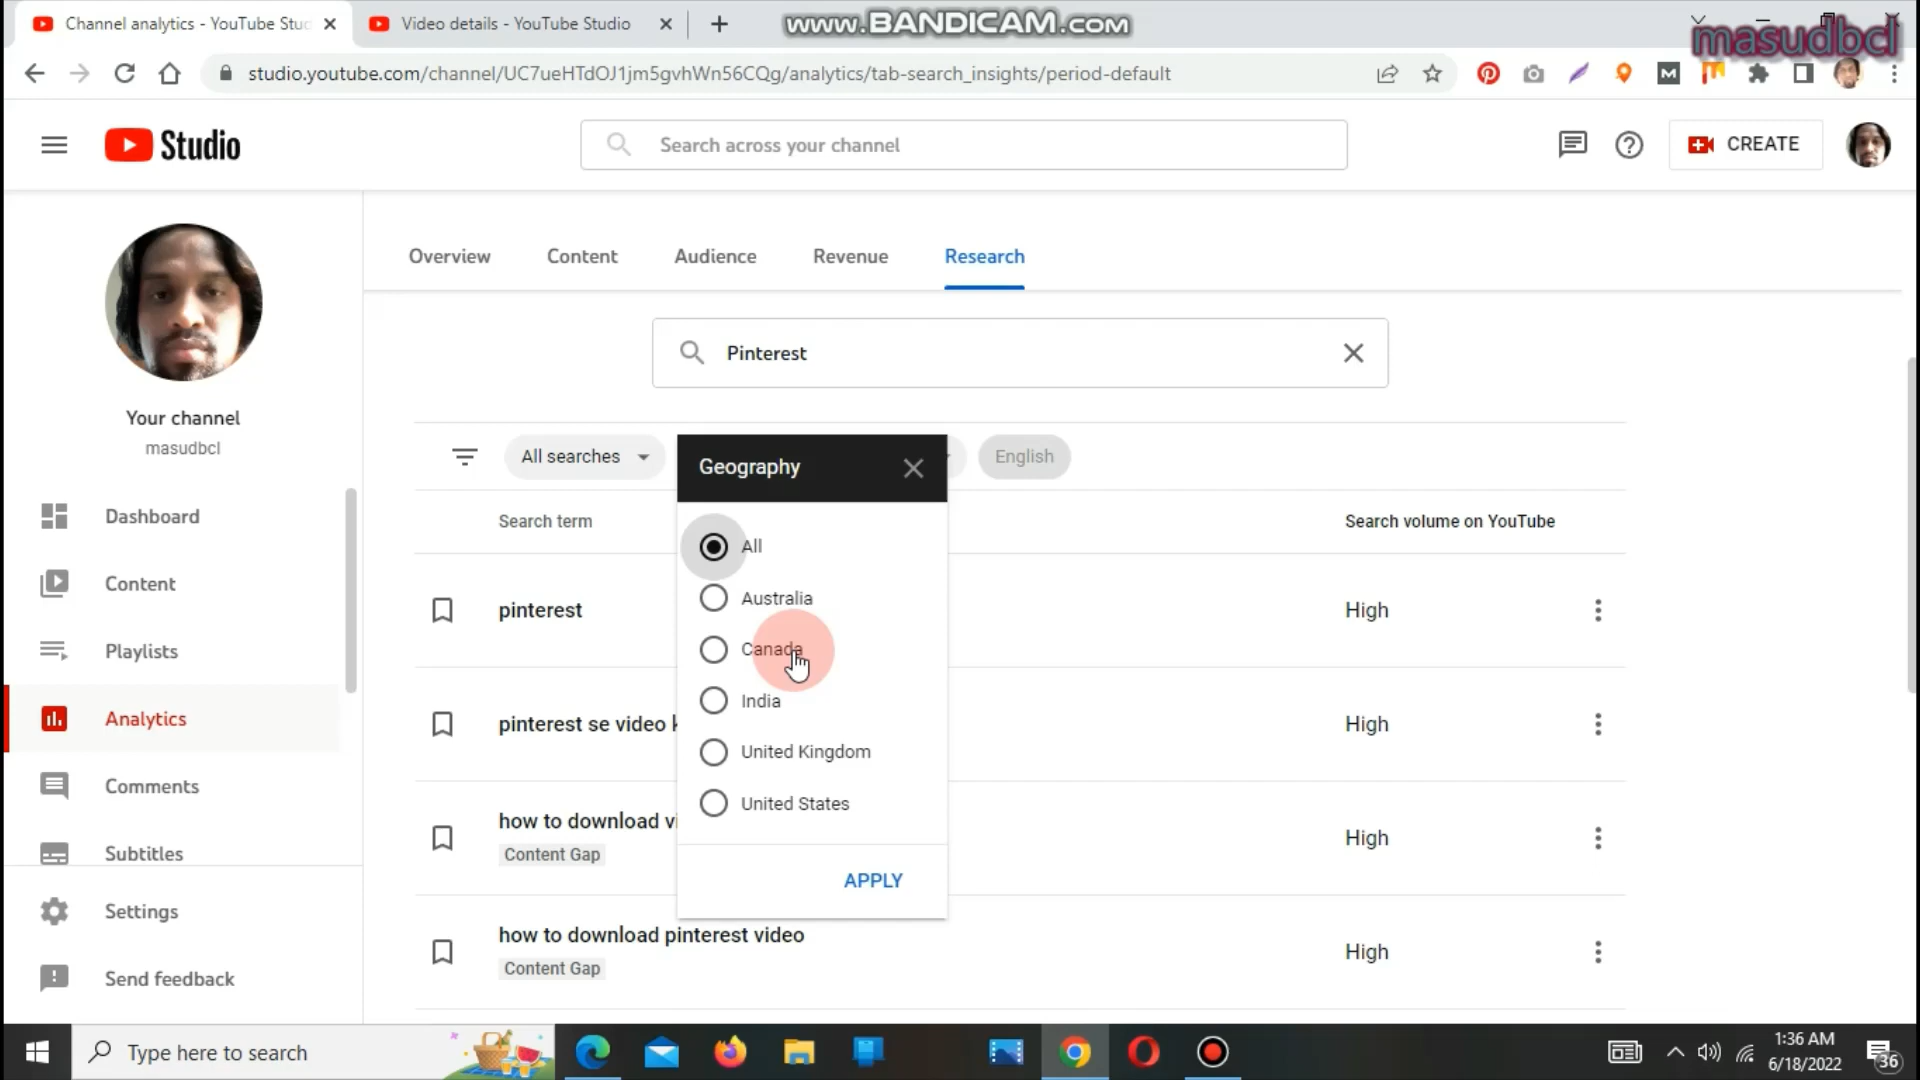 Channel analytics - YouTube Stu
Video details - YouTube Studio
www.BANDICAM.com
masudbcl
studio.youtube.com/channel/UC7ueHTdOJ1jm5gvhWn56CQg/analytics/tab-search_insights/period-default
Studio
Search across your channel
CREATE
Overview
Content
Audience
Revenue
Research
Pinterest
Your channel
masudbcl
All searches
Geography
English
Search term
Search volume on YouTube
All
Australia
Canada
India
United Kingdom
United States
APPLY
pinterest
High
pinterest se video
High
how to download
Content Gap
High
how to download pinterest video
Content Gap
High
Dashboard
Content
Playlists
Analytics
Comments
Subtitles
Settings
Send feedback
Type here to search
1:36 AM
6/18/2022
36